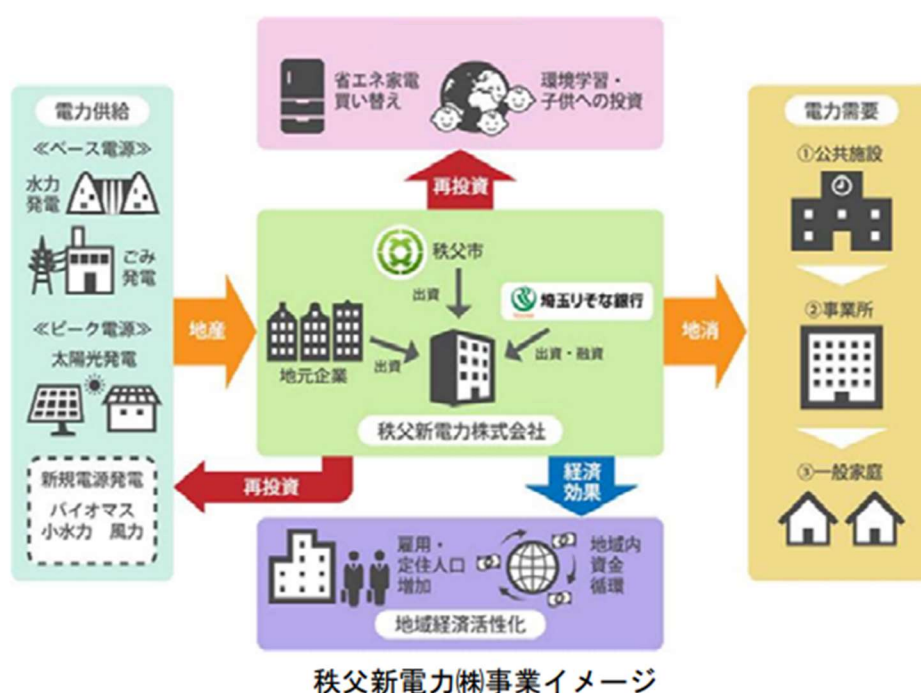 省エネ家電
買い替え
環境学習・
子供への投資
電力供給
≪ベース電源≫
水力
発電
ごみ
発電
≪ピーク電源≫
太陽光発電
新規電源発電
バイオマス
小水力 風力
地産
再投資
秩父市
出資
埼玉りそな銀行
地元企業
出資
出資・融資
秩父新電力株式会社
再投資
経済
効果
雇用・
定住人口
増加
地域内
資金
循環
地域経済活性化
地消
電力需要
①公共施設
②事業所
③一般家庭
秩父新電力㈱事業イメージ